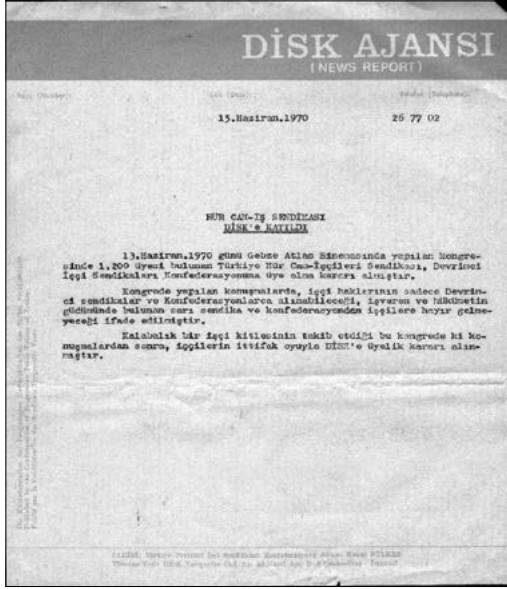 DİSK AJANSI
(NEWS REPORT)
15.Haziran.1970 26 77 02
HÜR CAM-İŞ SENDİKASI
DİSK'e KATILDI
13.Haziran.1970 günü Gebze Atlas Sinemasında yapılan kongre-
sinde 1.200 üyesi bulunan Türkiye Hür Cam-İşçileri Sendikası, Devrimci
İşçi Sendikaları Konfederasyonuna üye olma kararı almıştır.
Kongrede yapılan konuşmalarda, işçi haklarının sadece Devrim-
ci sendikalar ve Konfederasyonlarca alınabileceği, işveren ve hükümetin
güdümünde bulunan sarı sendika ve konfederasyondan işçilere hayır gelme-
yeceği ifade edilmiştir.
Kalabalık bir işçi kitlesinin takib ettiği bu kongrede ki ko-
nuşmalardan sonra, işçilerin ittifak oyuyla DİSK'e üyelik kararı alın-
mıştır.